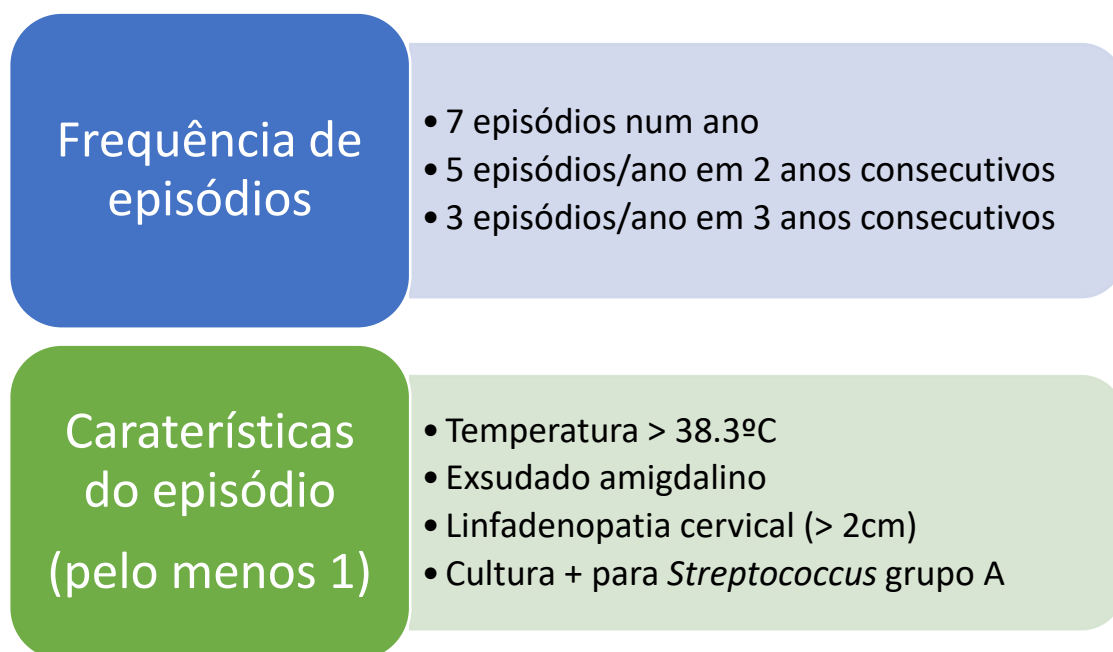 Frequência de
episódios
• 7 episódios num ano
• 5 episódios/ano em 2 anos consecutivos
• 3 episódios/ano em 3 anos consecutivos
Caraterísticas
do episódio
(pelo menos 1)
• Temperatura > 38.3ºC
• Exsudado amigdalino
• Linfadenopatia cervical (> 2cm)
• Cultura + para Streptococcus grupo A